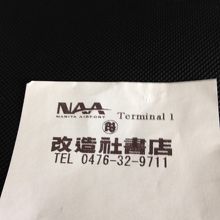 NAA Terminal 1
NARITA AIRPORT
改造社書店
TEL 0476-32-9711